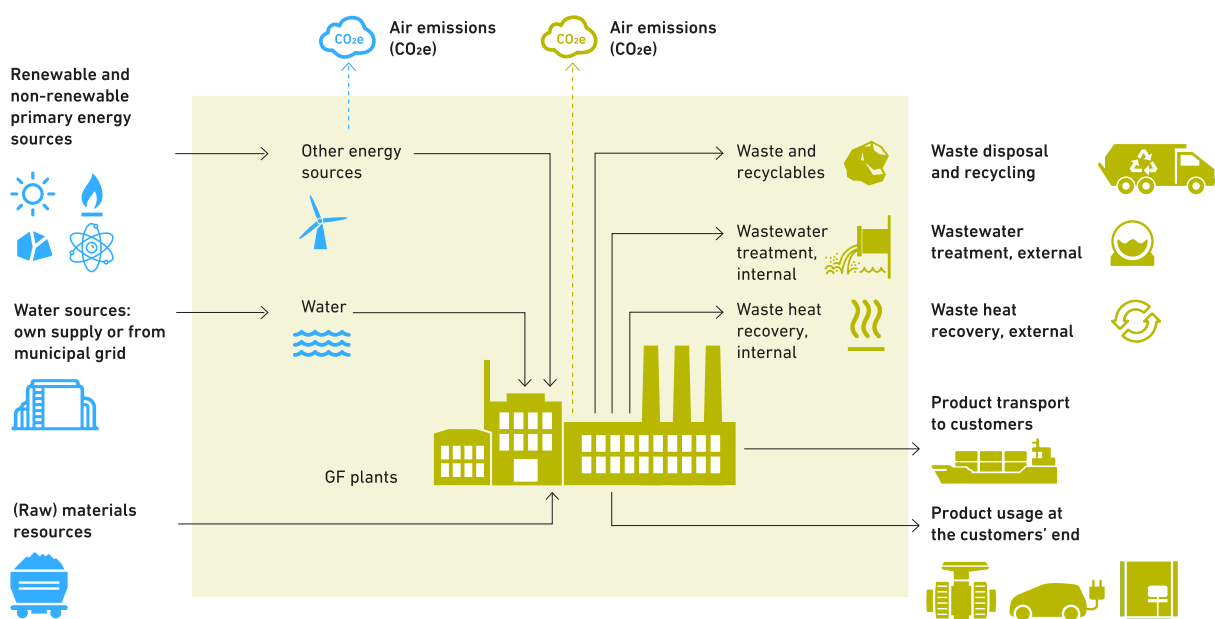 CO₂e
Air emissions
(CO₂e)
CO₂e
Air emissions
(CO₂e)
Renewable and
non-renewable
primary energy
sources
Other energy
sources
Waste and
recyclables
Waste disposal
and recycling
Wastewater
treatment,
internal
Wastewater
treatment, external
Water sources:
own supply or from
municipal grid
Water
Waste heat
recovery,
internal
Waste heat
recovery, external
Product transport
to customers
GF plants
(Raw) materials
resources
Product usage at
the customers’ end